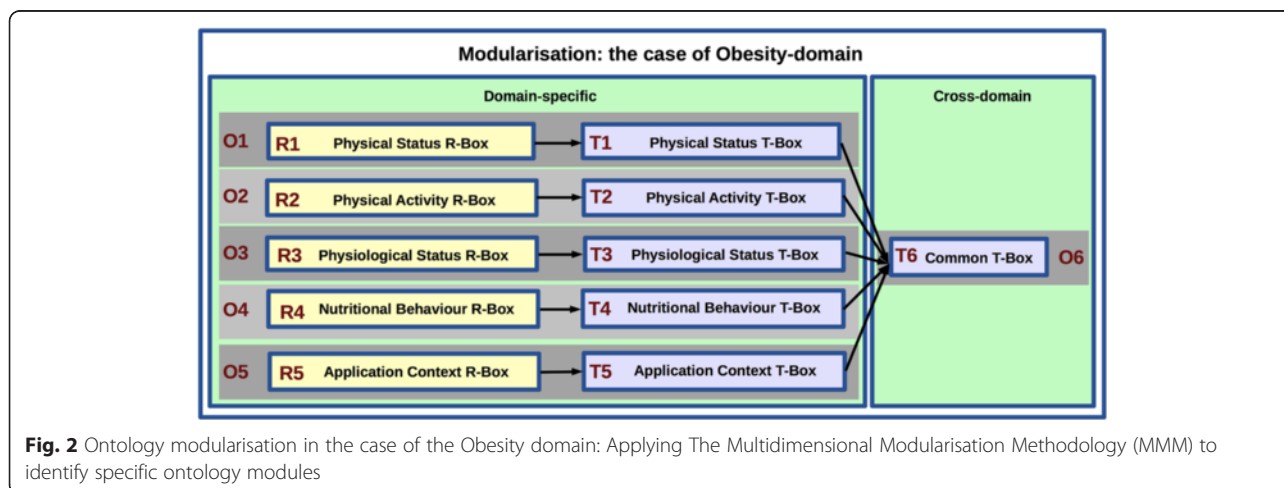 Modularisation: the case of Obesity-domain
Domain-specific
Cross-domain
O1 R1 Physical Status R-Box T1 Physical Status T-Box
O2 R2 Physical Activity R-Box T2 Physical Activity T-Box
O3 R3 Physiological Status R-Box T3 Physiological Status T-Box
T6 Common T-Box O6
O4 R4 Nutritional Behaviour R-Box T4 Nutritional Behaviour T-Box
O5 R5 Application Context R-Box T5 Application Context T-Box
Fig. 2 Ontology modularisation in the case of the Obesity domain: Applying The Multidimensional Modularisation Methodology (MMM) to
identify specific ontology modules